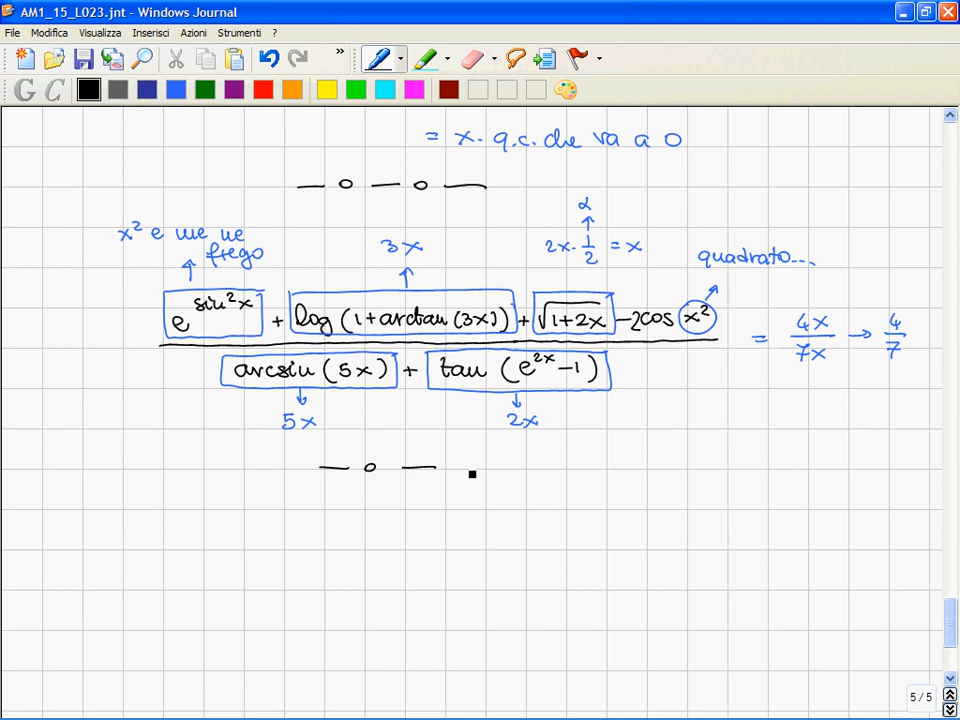 AM1_15_L023.jnt - Windows Journal
File Modifica Visualizza Inserisci Azioni Strumenti ?
= x. q.c. che va a 0
— o — o —
α
x² e me ne frego
3x
2x·1/2 = x
quadrato...
e^sin²x + log (1+arctan(3x)) + √1+2x - 2cos x² = 4x/7x → 4/7
arcsin(5x) + tan (e^2x - 1)
5x
2x
— o —
5 / 5